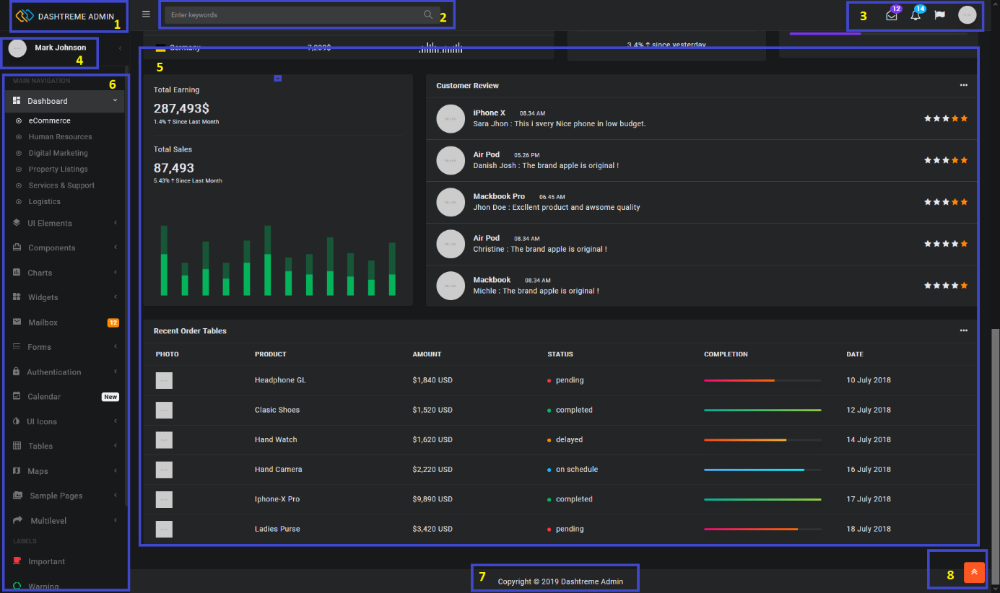 DASHTREME ADMIN 1
Enter keywords 2
3 12 14
Mark Johnson
4
Germany 7,209$
3.4% ↑ since yesterday
5
MAIN NAVIGATION 6
Dashboard
eCommerce
Human Resources
Digital Marketing
Property Listings
Services & Support
Logistics
UI Elements
Components
Charts
Widgets
Mailbox 12
Forms
Authentication
Calendar New
UI Icons
Tables
Maps
Sample Pages
Multilevel
LABELS
Important
Warning
Total Earning
287,493$
1.4% ↑ Since Last Month
Total Sales
87,493
5.43% ↑ Since Last Month
Customer Review
iPhone X 08.34 AM
Sara Jhon : This i svery Nice phone in low budget.
Air Pod 05.26 PM
Danish Josh : The brand apple is original !
Mackbook Pro 06.45 AM
Jhon Doe : Excllent product and awsome quality
Air Pod 08.34 AM
Christine : The brand apple is original !
Mackbook 08.34 AM
Michle : The brand apple is original !
Recent Order Tables
PHOTO PRODUCT AMOUNT STATUS COMPLETION DATE
Headphone GL $1,840 USD pending 10 July 2018
Clasic Shoes $1,520 USD completed 12 July 2018
Hand Watch $1,620 USD delayed 14 July 2018
Hand Camera $2,220 USD on schedule 16 July 2018
Iphone-X Pro $9,890 USD completed 17 July 2018
Ladies Purse $3,420 USD pending 18 July 2018
7 Copyright © 2019 Dashtreme Admin
8